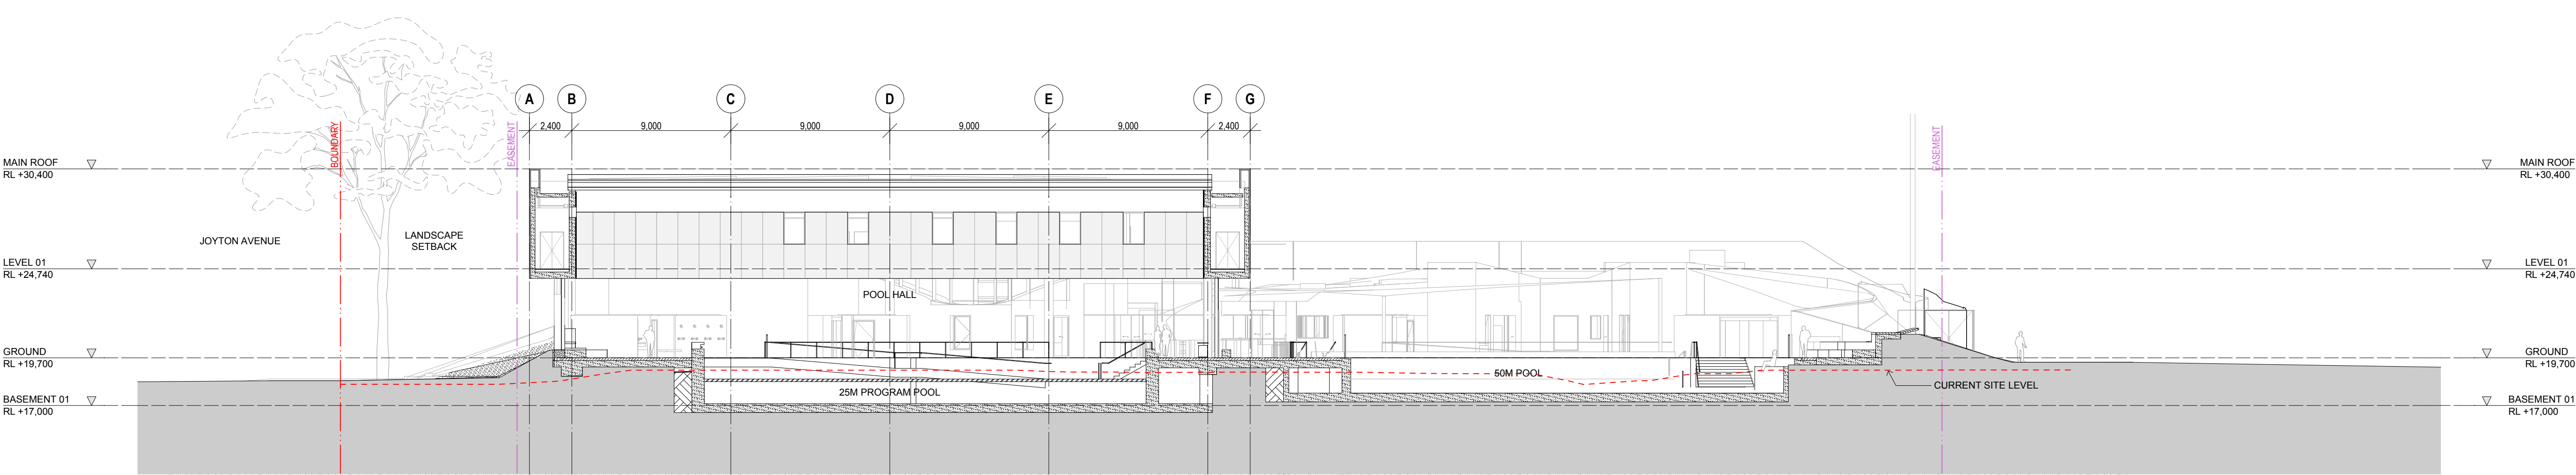 A
B
C
D
E
F
G
2,400
9,000
9,000
9,000
9,000
2,400
BOUNDARY
EASEMENT
EASEMENT
MAIN ROOF
RL +30,400
MAIN ROOF
RL +30,400
JOYTON AVENUE
LANDSCAPE
SETBACK
LEVEL 01
RL +24,740
LEVEL 01
RL +24,740
POOL HALL
GROUND
RL +19,700
GROUND
RL +19,700
50M POOL
CURRENT SITE LEVEL
25M PROGRAM POOL
BASEMENT 01
RL +17,000
BASEMENT 01
RL +17,000